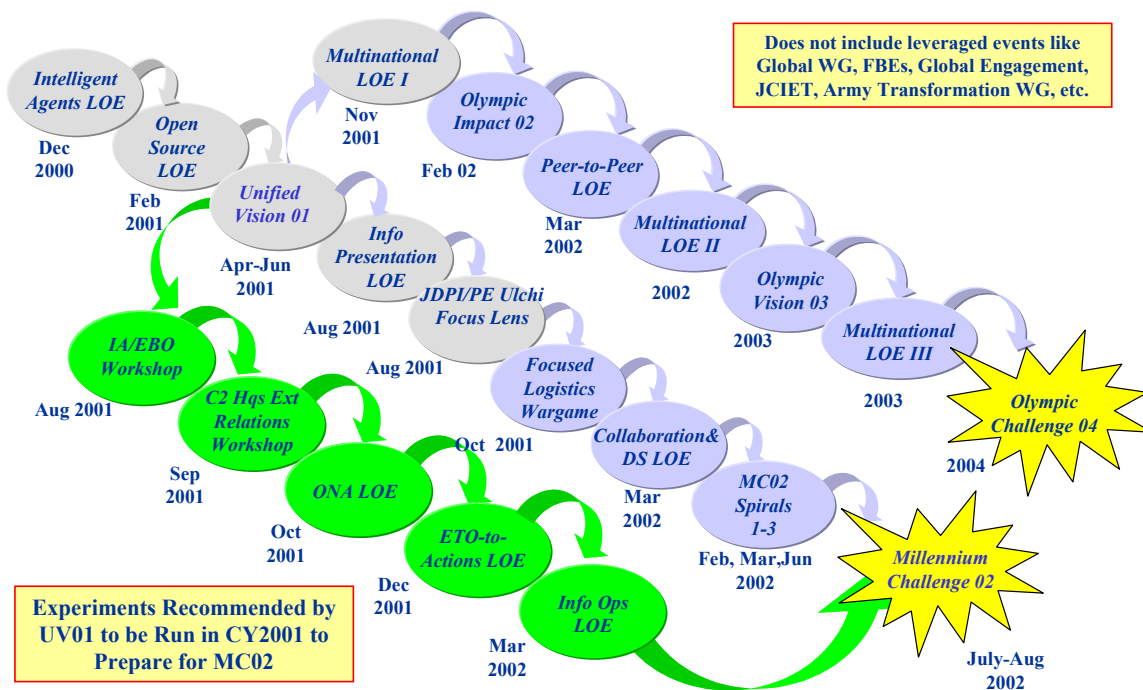 Does not include leveraged events like
Global WG, FBEs, Global Engagement,
JCIET, Army Transformation WG, etc.
Intelligent
Agents LOE
Dec
2000
Open
Source
LOE
Feb
2001
Unified
Vision 01
Apr-Jun
2001
Multinational
LOE I
Nov
2001
Olympic
Impact 02
Feb 02
Peer-to-Peer
LOE
Mar
2002
Multinational
LOE II
2002
Olympic
Vision 03
2003
Multinational
LOE III
2003
Olympic
Challenge 04
2004
Info
Presentation
LOE
Aug 2001
JDPI/PE Ulchi
Focus Lens
Aug 2001
Focused
Logistics
Wargame
Oct 2001
Collaboration&
DS LOE
Mar
2002
MC02
Spirals
1-3
Feb, Mar,Jun
2002
Millennium
Challenge 02
July-Aug
2002
IA/EBO
Workshop
Aug 2001
C2 Hqs Ext
Relations
Workshop
Sep
2001
ONA LOE
Oct
2001
ETO-to-
Actions LOE
Dec
2001
Info Ops
LOE
Mar
2002
Experiments Recommended by
UV01 to be Run in CY2001 to
Prepare for MC02